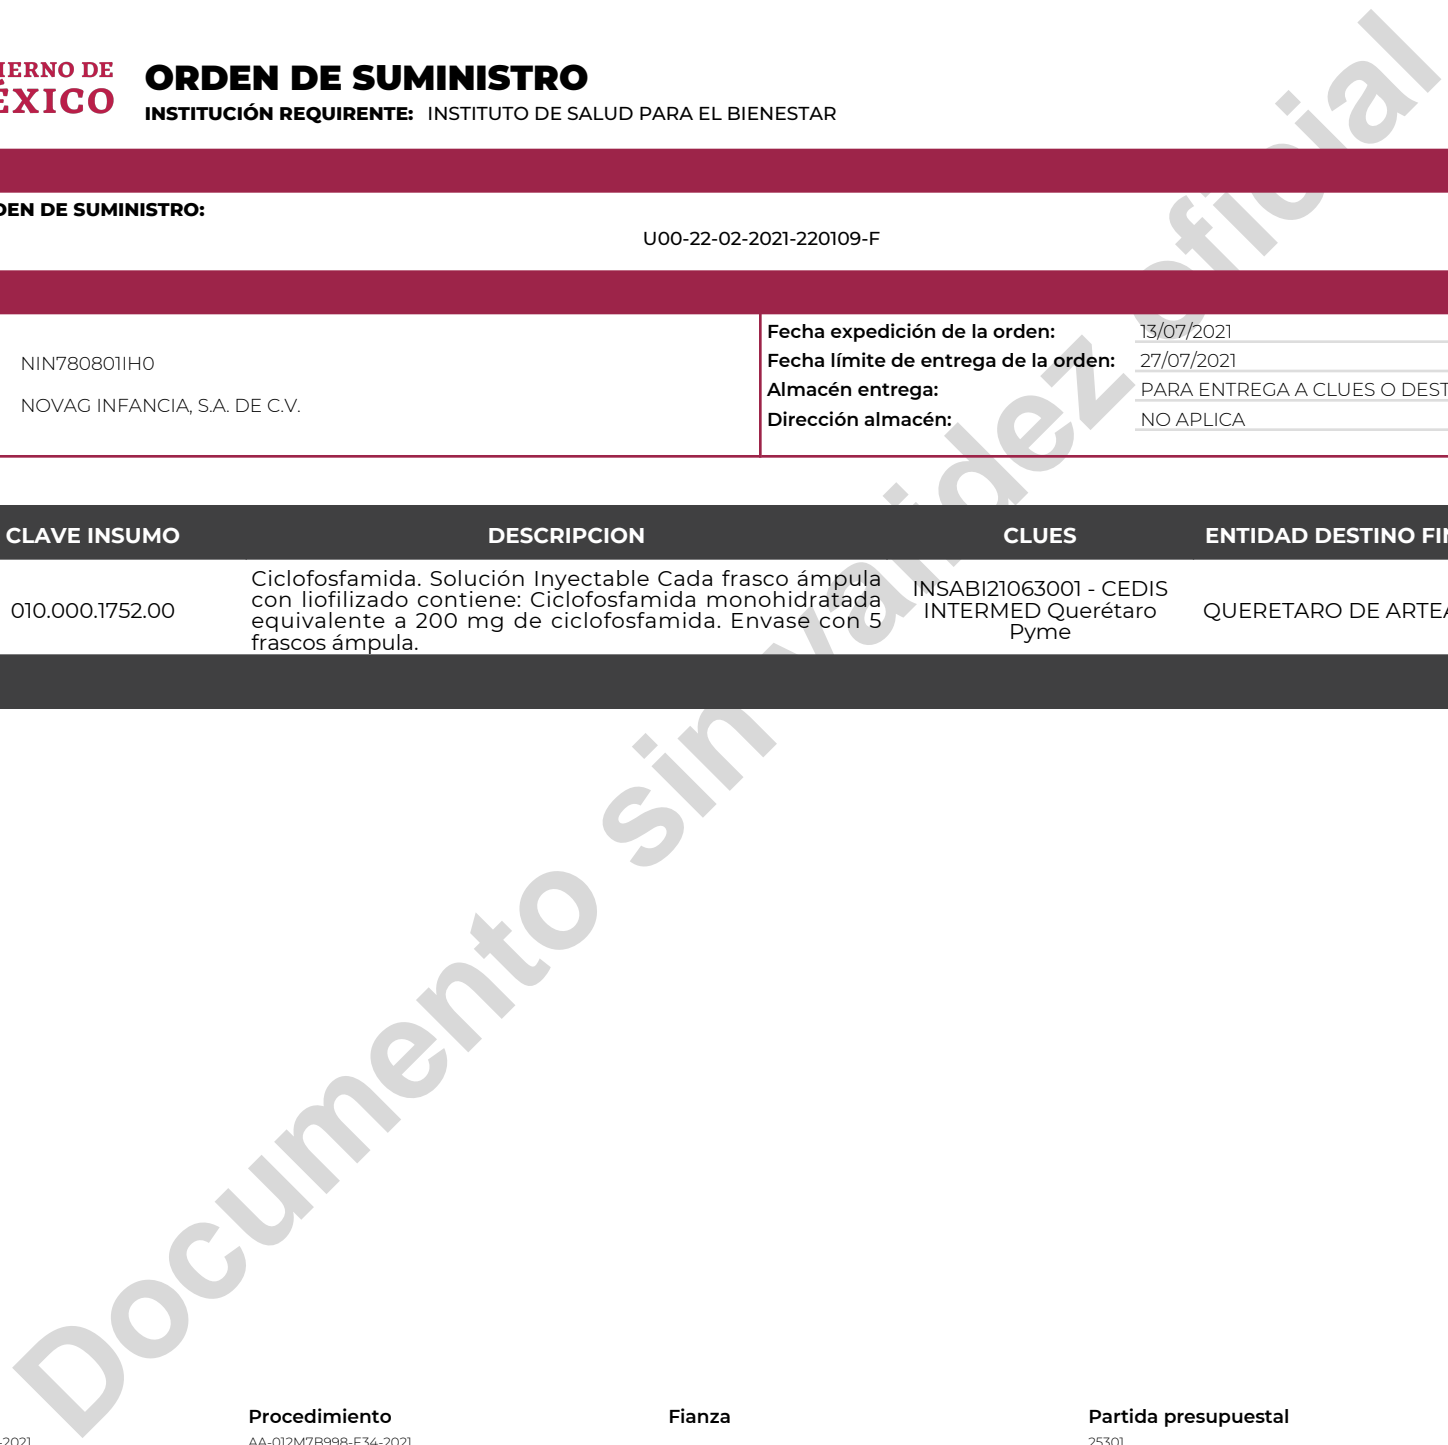 IERNO DE
ÉXICO
ORDEN DE SUMINISTRO
INSTITUCIÓN REQUIRENTE: INSTITUTO DE SALUD PARA EL BIENESTAR
DEN DE SUMINISTRO:
U00-22-02-2021-220109-F
NIN780801IH0
NOVAG INFANCIA, S.A. DE C.V.
Fecha expedición de la orden: 13/07/2021
Fecha límite de entrega de la orden: 27/07/2021
Almacén entrega: PARA ENTREGA A CLUES O DEST
Dirección almacén: NO APLICA
CLAVE INSUMO DESCRIPCION CLUES ENTIDAD DESTINO FIN
010.000.1752.00
Ciclofosfamida. Solución Inyectable Cada frasco ámpula
con liofilizado contiene: Ciclofosfamida monohidratada
equivalente a 200 mg de ciclofosfamida. Envase con 5
frascos ámpula.
INSABI21063001 - CEDIS
INTERMED Querétaro
Pyme
QUERETARO DE ARTEA
Documento sin validez oficial
Procedimiento Fianza Partida presupuestal
-2021 AA-012M7B998-E34-2021 25301